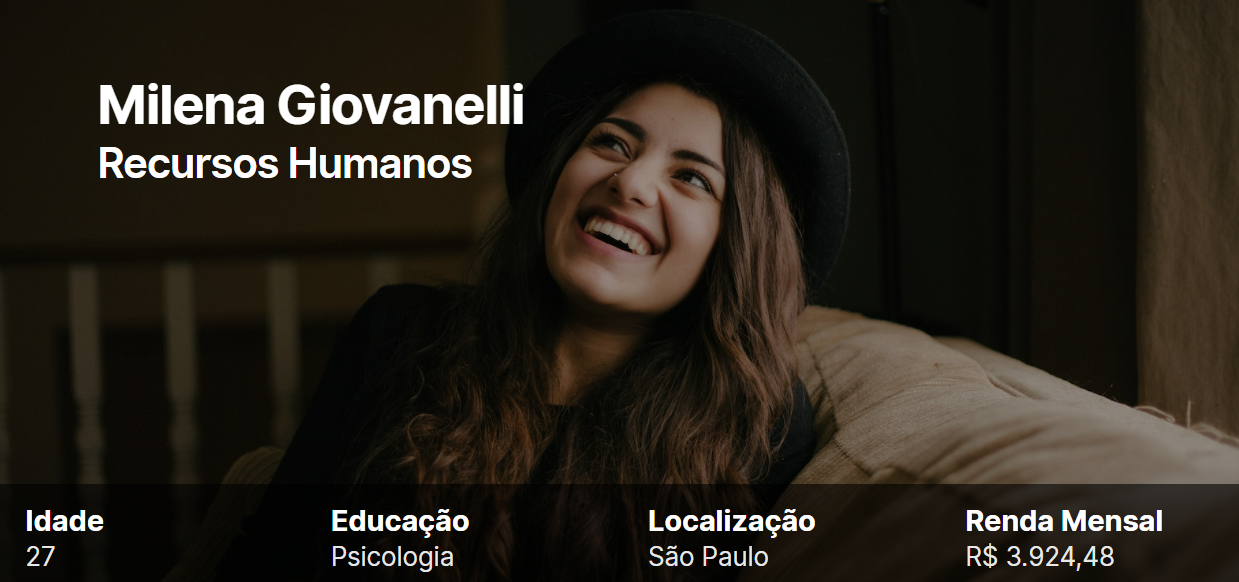 Milena Giovanelli
Recursos Humanos
Idade
27
Educação
Psicologia
Localização
São Paulo
Renda Mensal
R$ 3.924,48